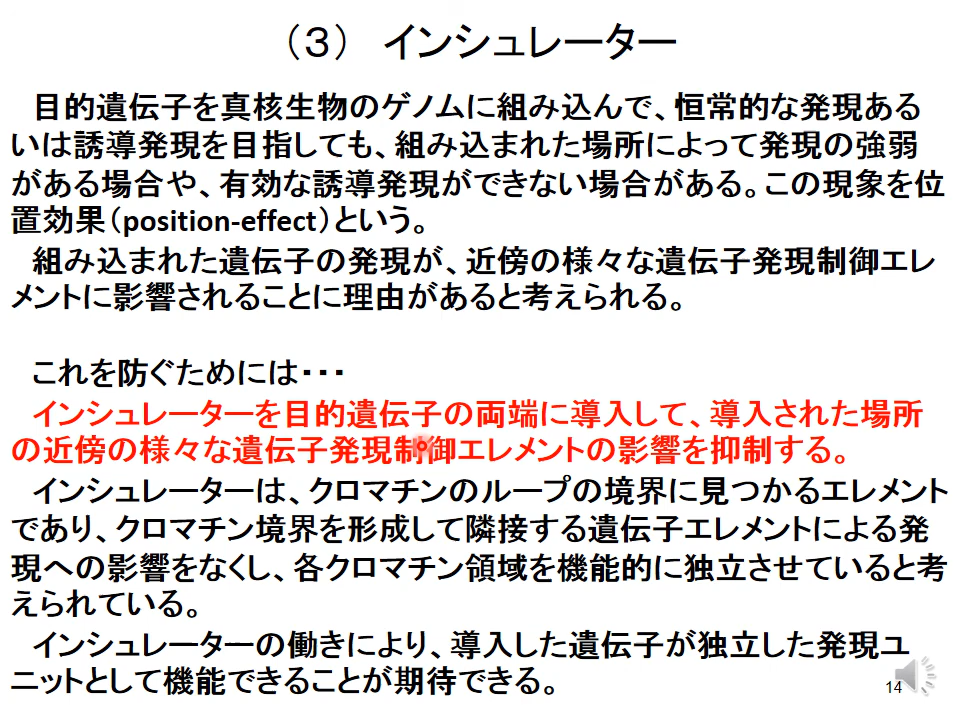 （３）　インシュレーター
目的遺伝子を真核生物のゲノムに組み込んで、恒常的な発現ある
いは誘導発現を目指しても、組み込まれた場所によって発現の強弱
がある場合や、有効な誘導発現ができない場合がある。この現象を位
置効果（position-effect）という。
組み込まれた遺伝子の発現が、近傍の様々な遺伝子発現制御エレ
メントに影響されることに理由があると考えられる。
これを防ぐためには・・・
インシュレーターを目的遺伝子の両端に導入して、導入された場所
の近傍の様々な遺伝子発現制御エレメントの影響を抑制する。
インシュレーターは、クロマチンのループの境界に見つかるエレメント
であり、クロマチン境界を形成して隣接する遺伝子エレメントによる発
現への影響をなくし、各クロマチン領域を機能的に独立させていると考
えられている。
インシュレーターの働きにより、導入した遺伝子が独立した発現ユ
ニットとして機能できることが期待できる。
14